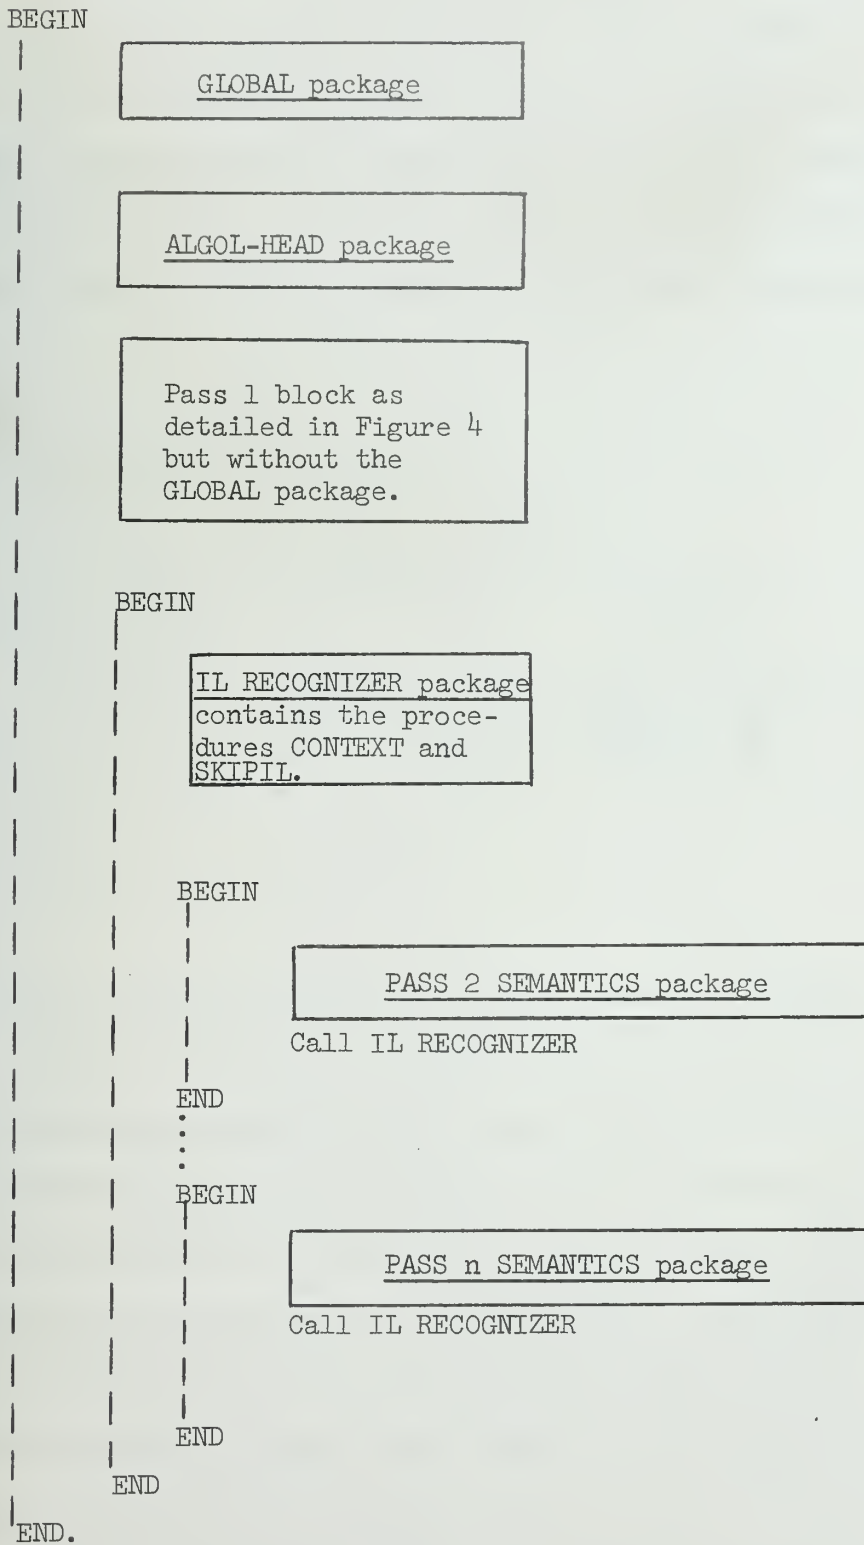 BEGIN
GLOBAL package
ALGOL-HEAD package
Pass 1 block as
detailed in Figure 4
but without the
GLOBAL package.
BEGIN
IL RECOGNIZER package
contains the proce-
dures CONTEXT and
SKIPIL.
BEGIN
PASS 2 SEMANTICS package
Call IL RECOGNIZER
END
BEGIN
PASS n SEMANTICS package
Call IL RECOGNIZER
END
END
END.